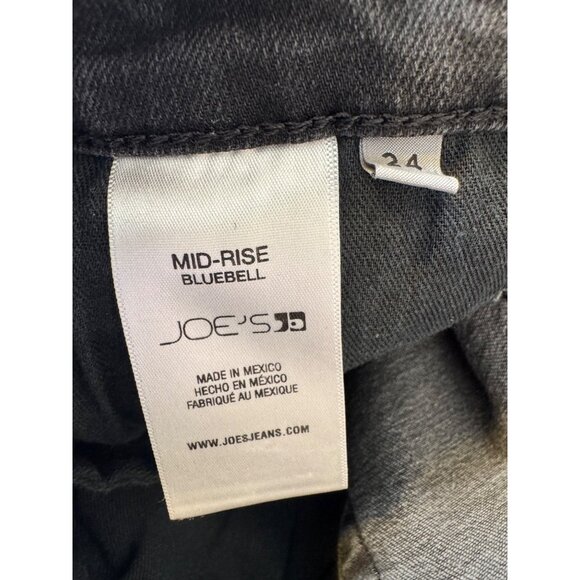 34
MID-RISE
BLUEBELL
JOE'S
MADE IN MEXICO
HECHO EN MÉXICO
FABRIQUÉ AU MEXIQUE
WWW.JOESJEANS.COM